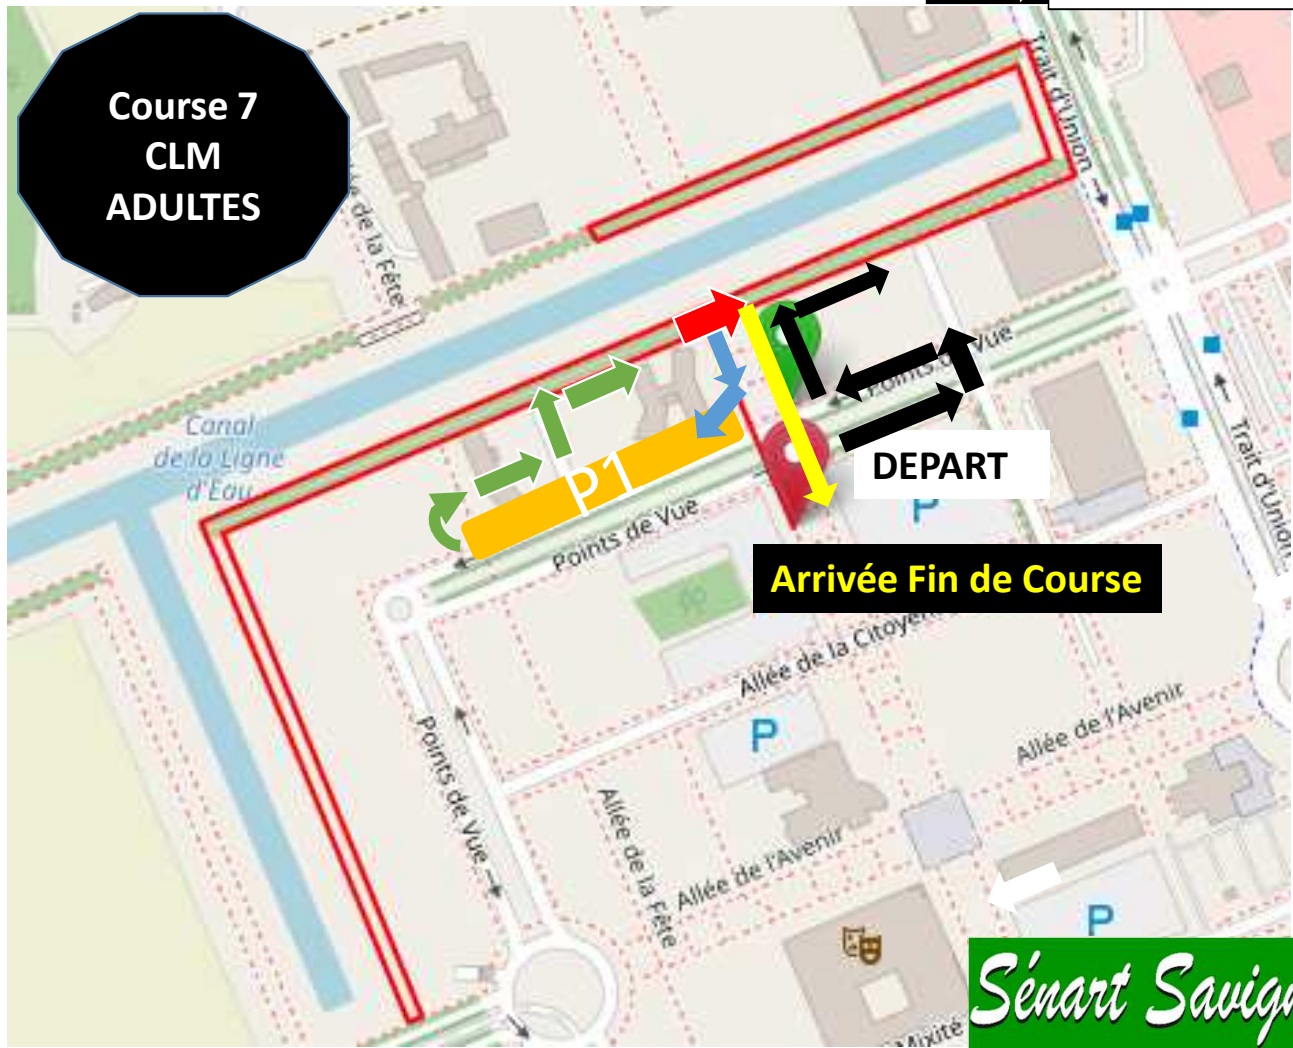 Course 7
CLM
ADULTES
Trait d'Union
de la Fête
Points de Vue
Canal
de la Ligne
d'Eau
P1
DEPART
P
Points de Vue
Trait d'Union
Arrivée Fin de Course
Allée de la Citoyen
Allée de l'Avenir
P
Points de Vue
Allée de la Fête
Allée de l'Avenir
P
Mixité
Sénart Savign